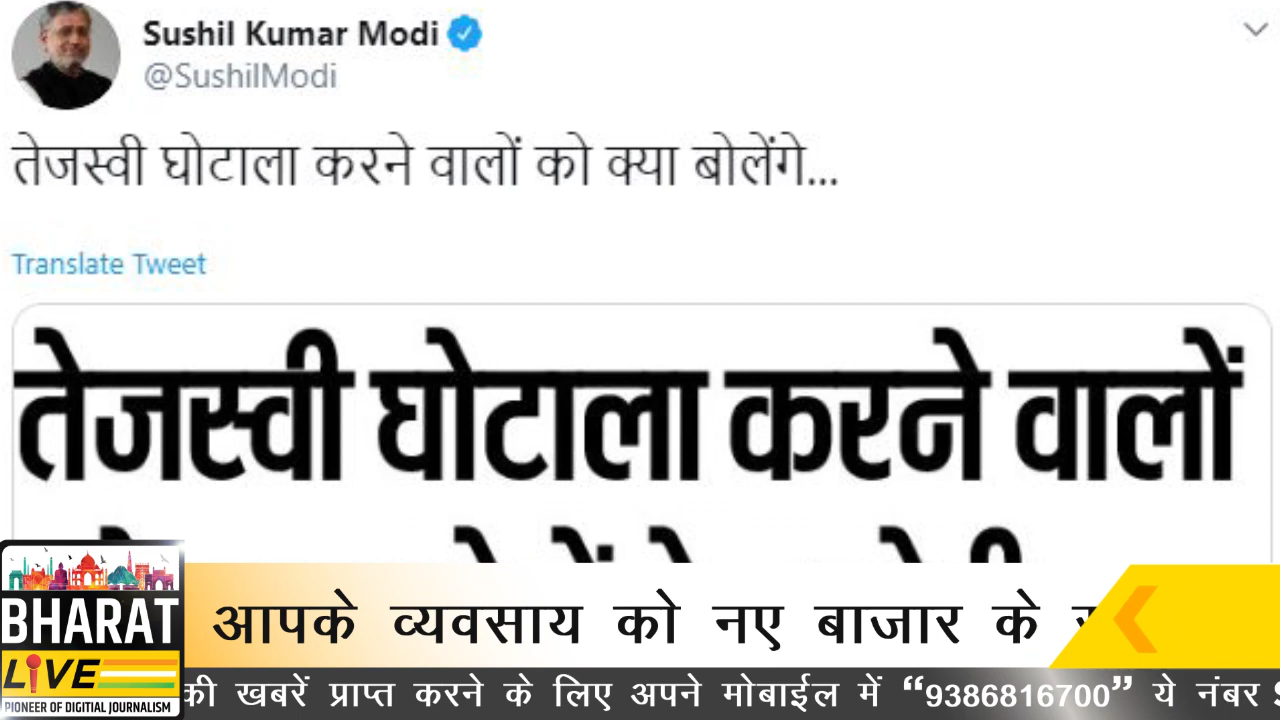 Sushil Kumar Modi
@SushilModi
तेजस्वी घोटाला करने वालों को क्या बोलेंगे...
Translate Tweet
तेजस्वी घोटाला करने वालों
BHARAT
LIVE
PIONEER OF DIGITIAL JOURNALISM
आपके व्यवसाय को नए बाजार के
की खबरें प्राप्त करने के लिए अपने मोबाईल में “9386816700” ये नंबर